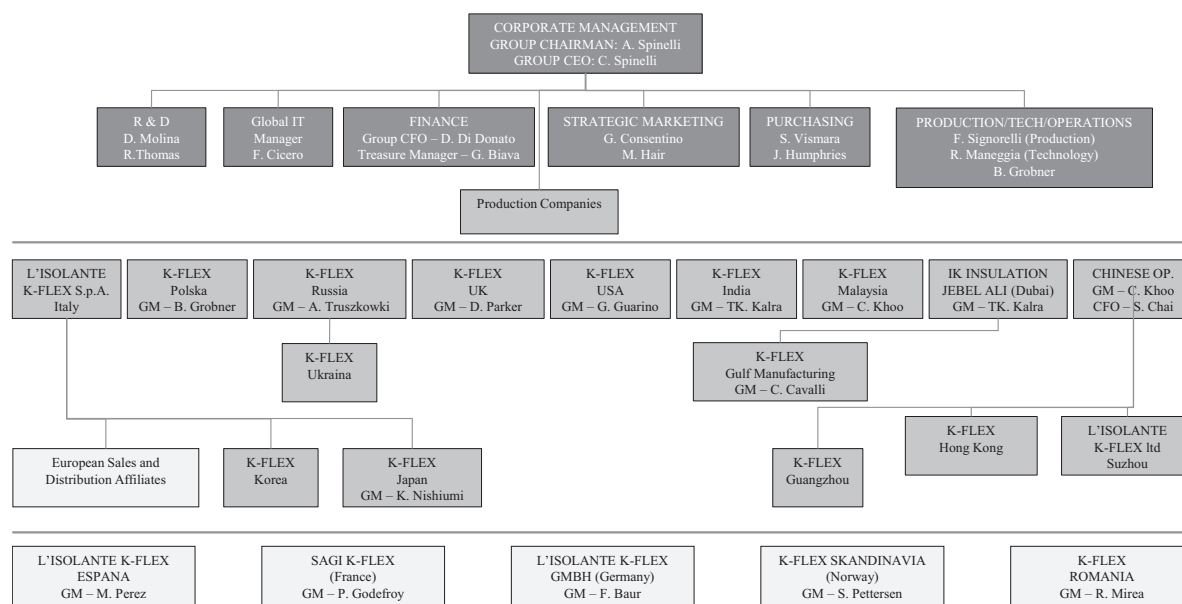 CORPORATE MANAGEMENT
GROUP CHAIRMAN: A. Spinelli
GROUP CEO: C. Spinelli
R & D
D. Molina
R.Thomas
Global IT
Manager
F. Cicero
FINANCE
Group CFO – D. Di Donato
Treasure Manager – G. Biava
STRATEGIC MARKETING
G. Consentino
M. Hair
PURCHASING
S. Vismara
J. Humphries
PRODUCTION/TECH/OPERATIONS
F. Signorelli (Production)
R. Maneggia (Technology)
B. Grobner
Production Companies
L’ISOLANTE
K-FLEX S.p.A.
Italy
K-FLEX
Polska
GM – B. Grobner
K-FLEX
Russia
GM – A. Truszkowki
K-FLEX
UK
GM – D. Parker
K-FLEX
USA
GM – G. Guarino
K-FLEX
India
GM – TK. Kalra
K-FLEX
Malaysia
GM – C. Khoo
IK INSULATION
JEBEL ALI (Dubai)
GM – TK. Kalra
CHINESE OP.
GM – C. Khoo
CFO – S. Chai
K-FLEX
Ukraina
K-FLEX
Gulf Manufacturing
GM – C. Cavalli
European Sales and
Distribution Affiliates
K-FLEX
Korea
K-FLEX
Japan
GM – K. Nishiumi
K-FLEX
Guangzhou
K-FLEX
Hong Kong
L’ISOLANTE
K-FLEX ltd
Suzhou
L’ISOLANTE K-FLEX
ESPANA
GM – M. Perez
SAGI K-FLEX
(France)
GM – P. Godefroy
L’ISOLANTE K-FLEX
GMBH (Germany)
GM – F. Baur
K-FLEX SKANDINAVIA
(Norway)
GM – S. Pettersen
K-FLEX
ROMANIA
GM – R. Mirea